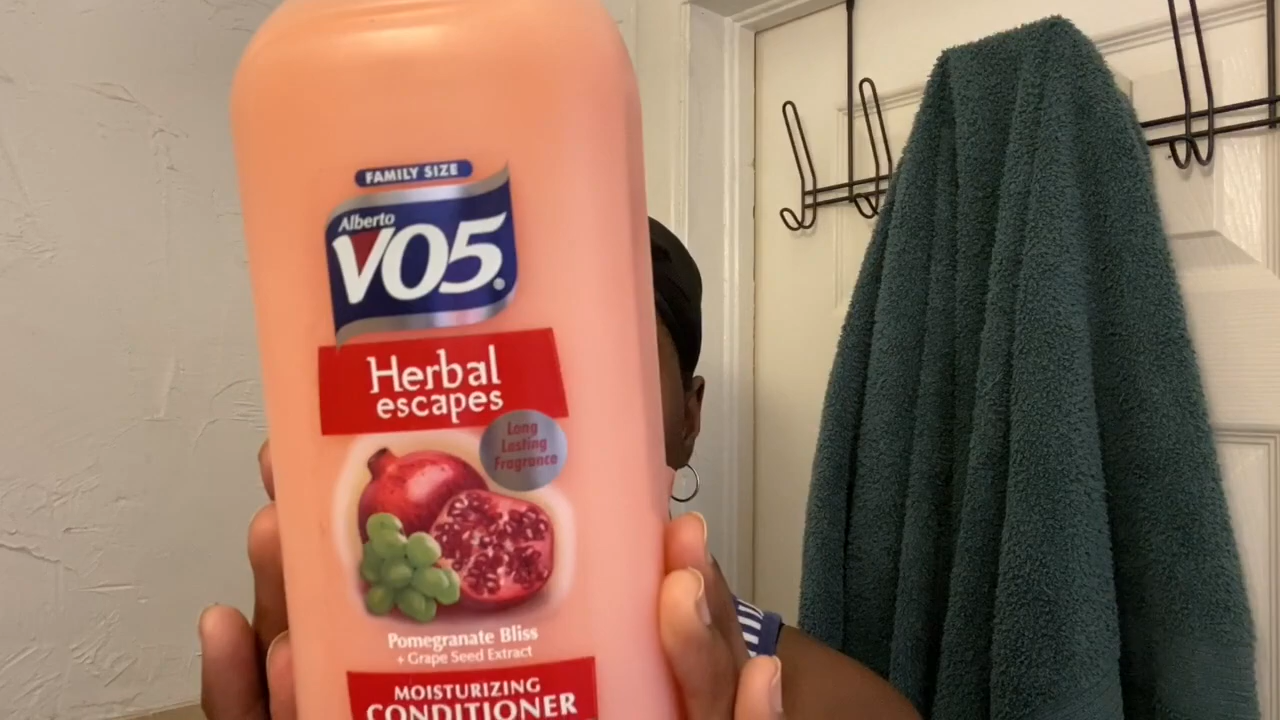 FAMILY SIZE
Alberto
VO5®
Herbal
escapes
Long
Lasting
Fragrance
Pomegranate Bliss
+ Grape Seed Extract
MOISTURIZING
CONDITIONER